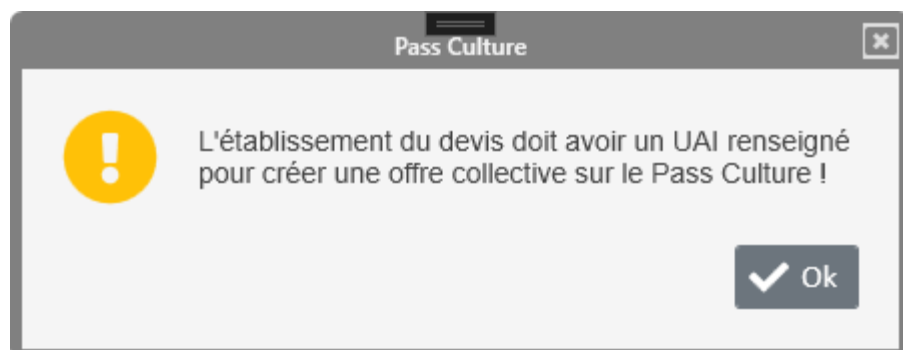 Pass Culture
L'établissement du devis doit avoir un UAI renseigné
pour créer une offre collective sur le Pass Culture !
Ok